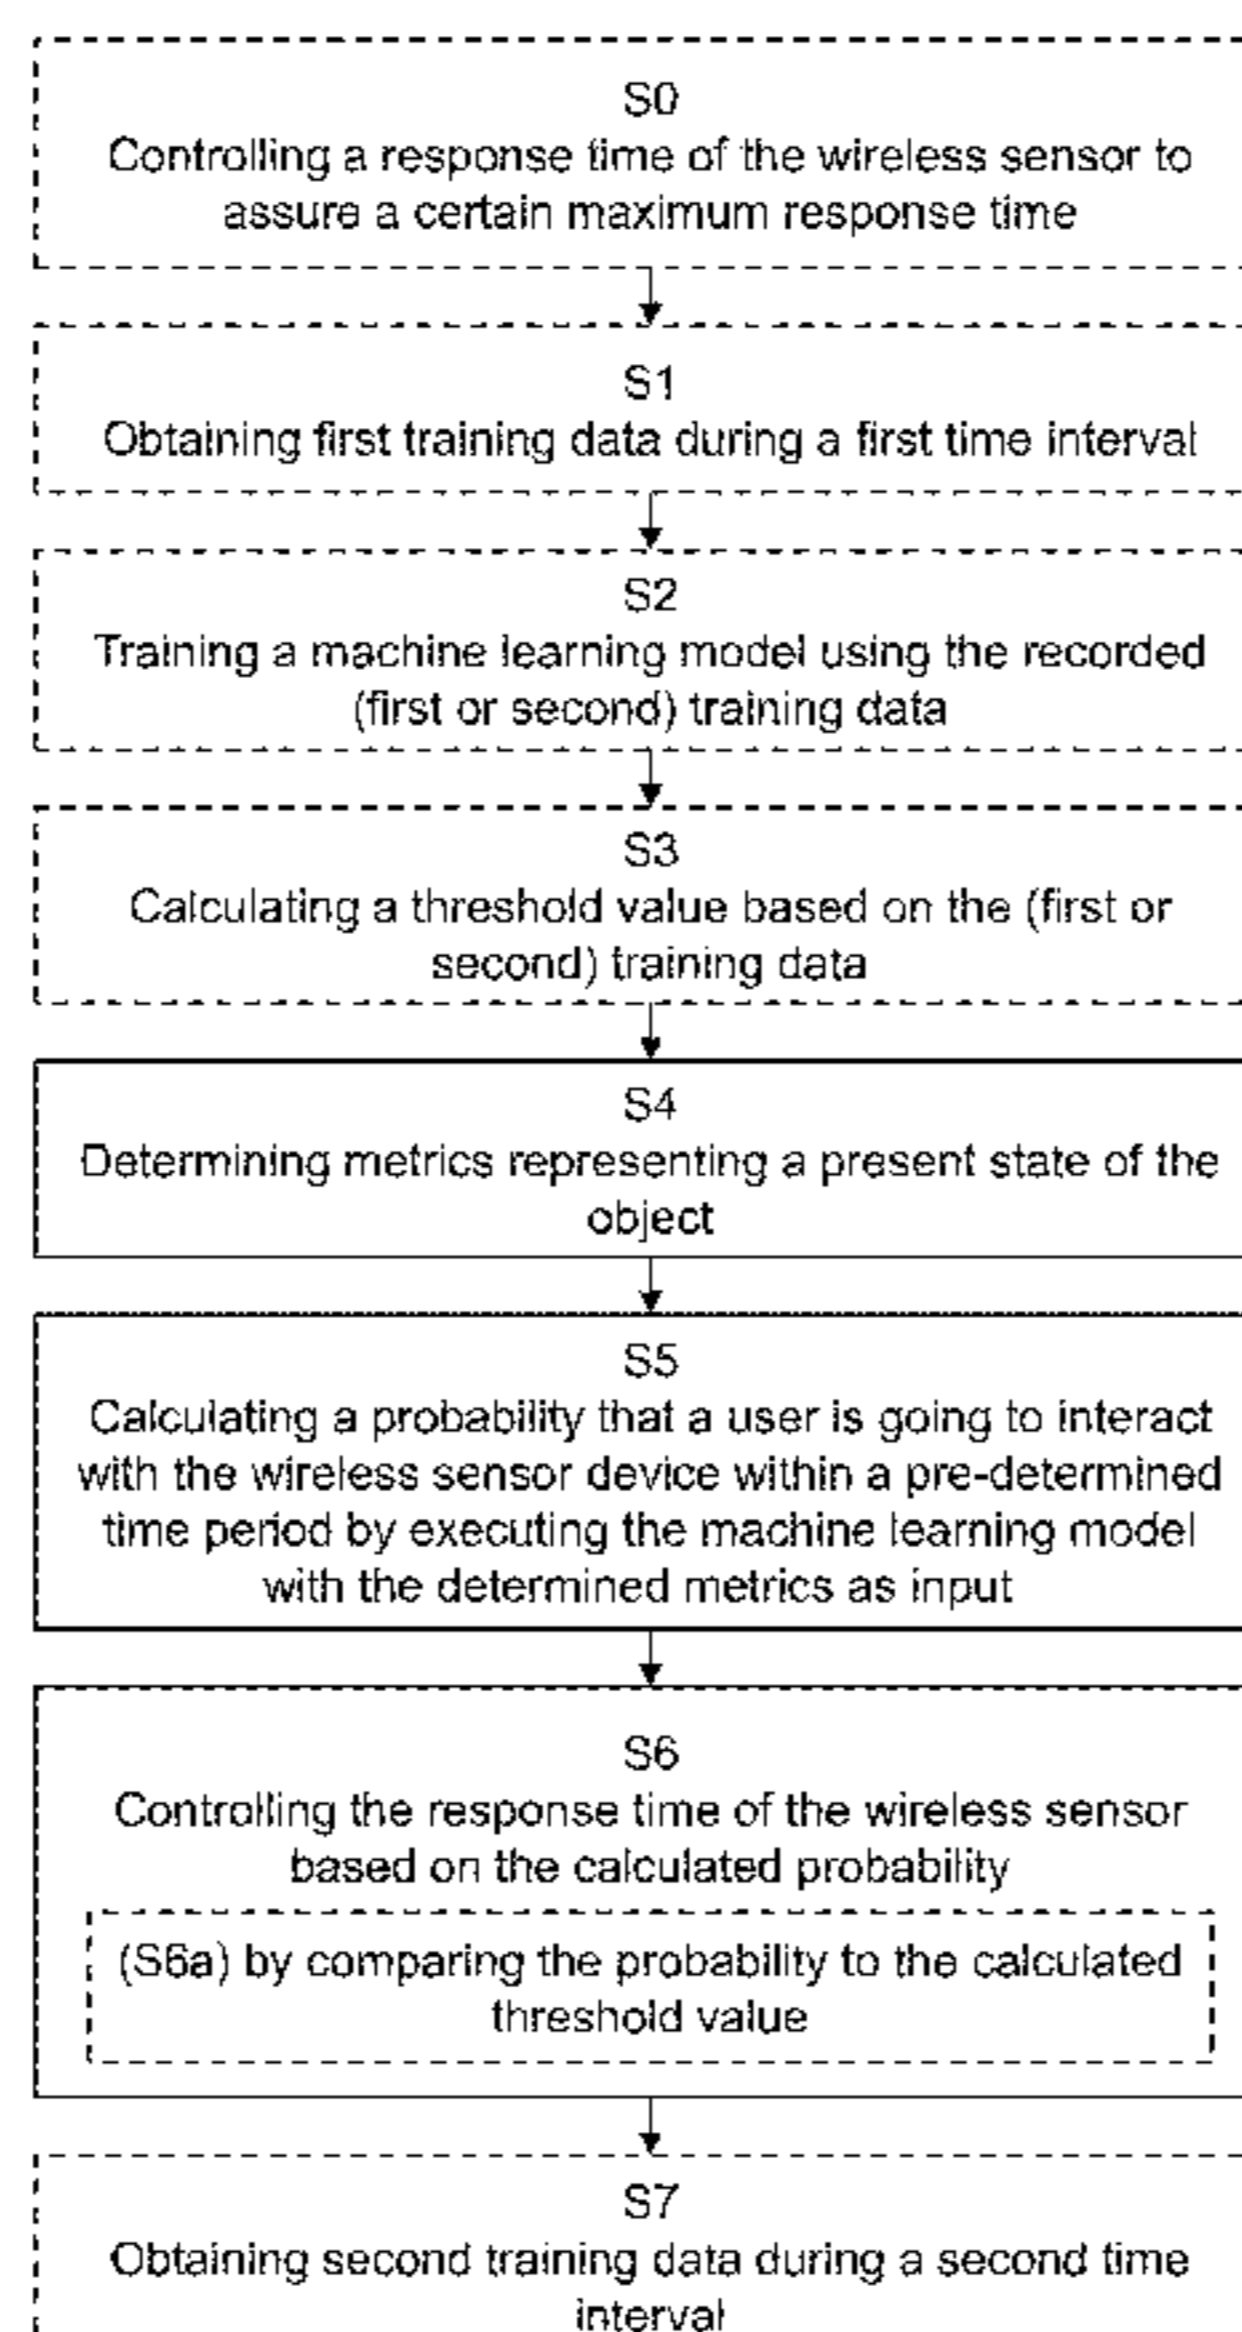 S0
Controlling a response time of the wireless sensor to
assure a certain maximum response time
S1
Obtaining first training data during a first time interval
S2
Training a machine learning model using the recorded
(first or second) training data
S3
Calculating a threshold value based on the (first or
second) training data
S4
Determining metrics representing a present state of the
object
S5
Calculating a probability that a user is going to interact
with the wireless sensor device within a pre-determined
time period by executing the machine learning model
with the determined metrics as input
S6
Controlling the response time of the wireless sensor
based on the calculated probability
(S6a) by comparing the probability to the calculated
threshold value
S7
Obtaining second training data during a second time
interval